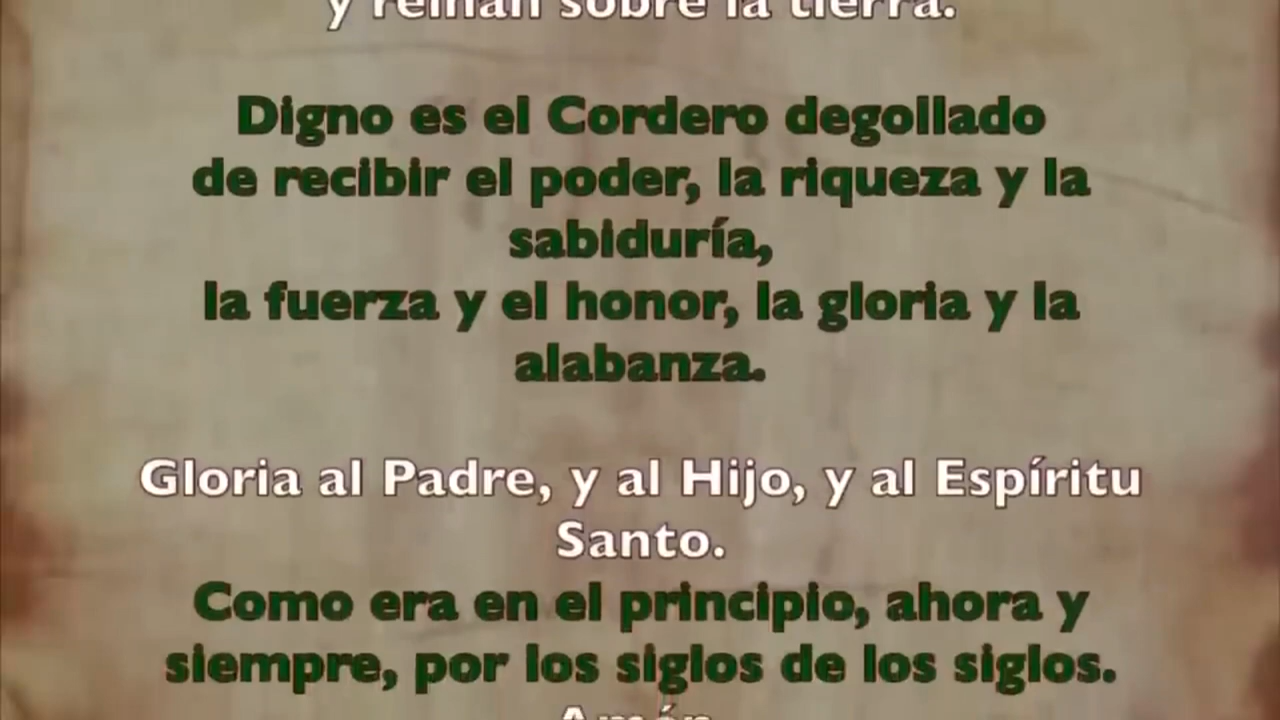 y reinan sobre la tierra.
Digno es el Cordero degollado
de recibir el poder, la riqueza y la
sabiduría,
la fuerza y el honor, la gloria y la
alabanza.
Gloria al Padre, y al Hijo, y al Espíritu
Santo.
Como era en el principio, ahora y
siempre, por los siglos de los siglos.
Amén